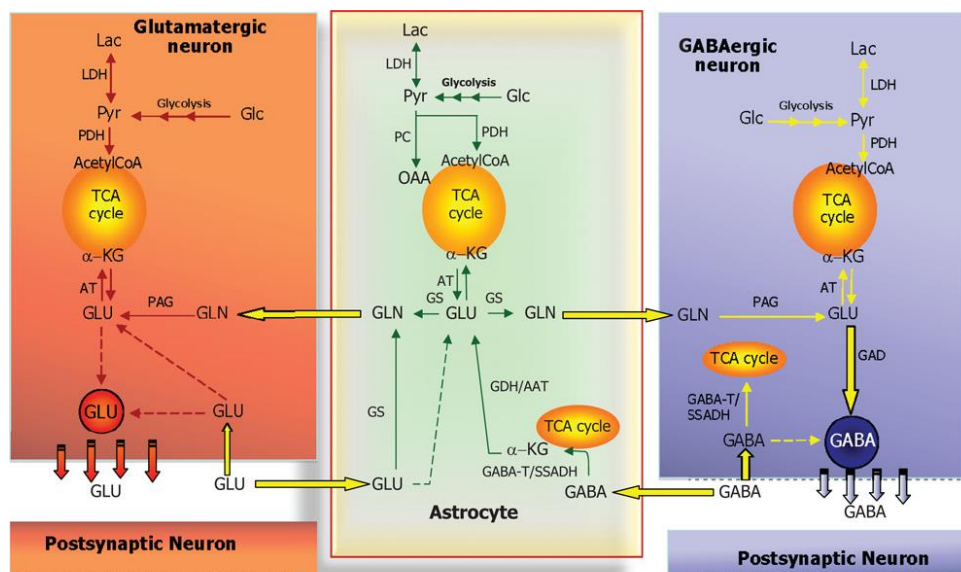 Glutamatergic
neuron
Lac
LDH
Pyr
Glycolysis
Glc
PDH
AcetylCoA
TCA
cycle
α–KG
AT
GLU
PAG
GLN
GLU
GLU
GLU
GLU
Postsynaptic Neuron
Lac
LDH
Pyr
Glycolysis
Glc
PC
PDH
OAA
AcetylCoA
TCA
cycle
α–KG
AT
GLN
GS
GLU
GS
GLN
GS
GDH/AAT
TCA cycle
α–KG
GABA-T/SSADH
GLU
GABA
Astrocyte
GABAergic
neuron
Lac
LDH
Glc
Glycolysis
Pyr
PDH
AcetylCoA
TCA
cycle
α–KG
AT
GLN
PAG
GLU
GAD
TCA cycle
GABA-T/
SSADH
GABA
GABA
GABA
GABA
Postsynaptic Neuron